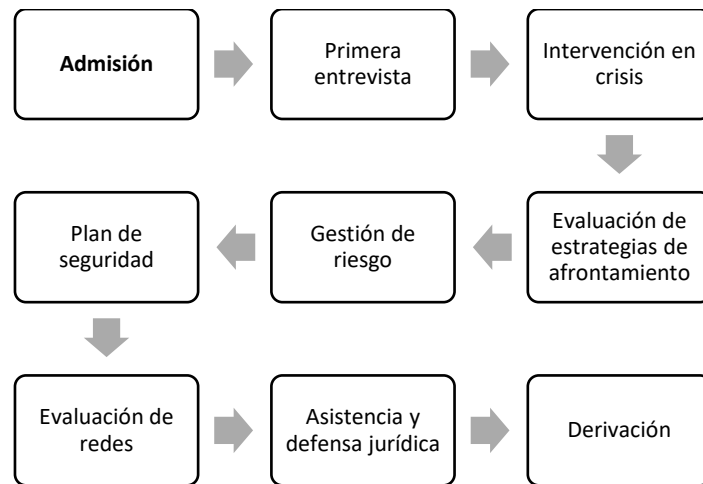 Admisión
Primera
entrevista
Intervención en
crisis
Evaluación de
estrategias de
afrontamiento
Gestión de
riesgo
Plan de
seguridad
Evaluación de
redes
Asistencia y
defensa jurídica
Derivación